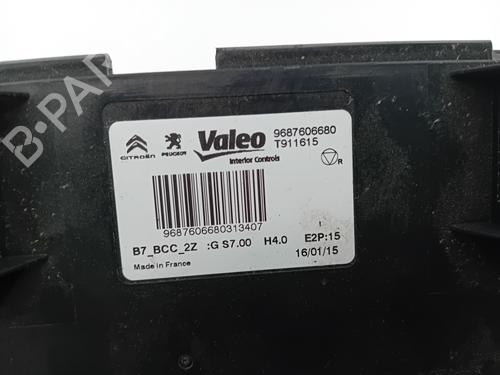 B-PARTS
CITROËN PEUGEOT Valeo 9687606680
T911615
Interior Controls
R
9687606680313407
B7_BCC_2Z :G S7.00 H4.0 E2P:15
Made in France 16/01/15